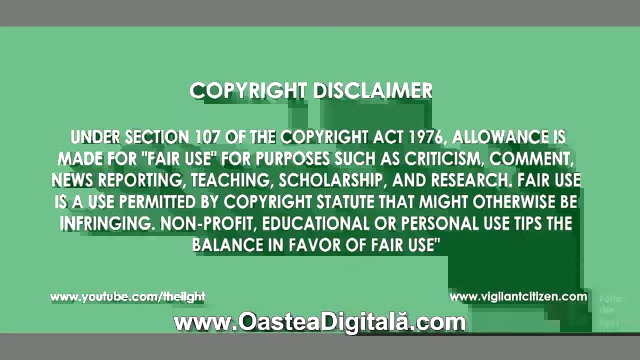 COPYRIGHT DISCLAIMER
UNDER SECTION 107 OF THE COPYRIGHT ACT 1976, ALLOWANCE IS
MADE FOR "FAIR USE" FOR PURPOSES SUCH AS CRITICISM, COMMENT,
NEWS REPORTING, TEACHING, SCHOLARSHIP, AND RESEARCH. FAIR USE
IS A USE PERMITTED BY COPYRIGHT STATUTE THAT MIGHT OTHERWISE BE
INFRINGING. NON-PROFIT, EDUCATIONAL OR PERSONAL USE TIPS THE
BALANCE IN FAVOR OF FAIR USE"
www.youtube.com/the1ight
www.vigilantcitizen.com
www.OasteaDigitală.com